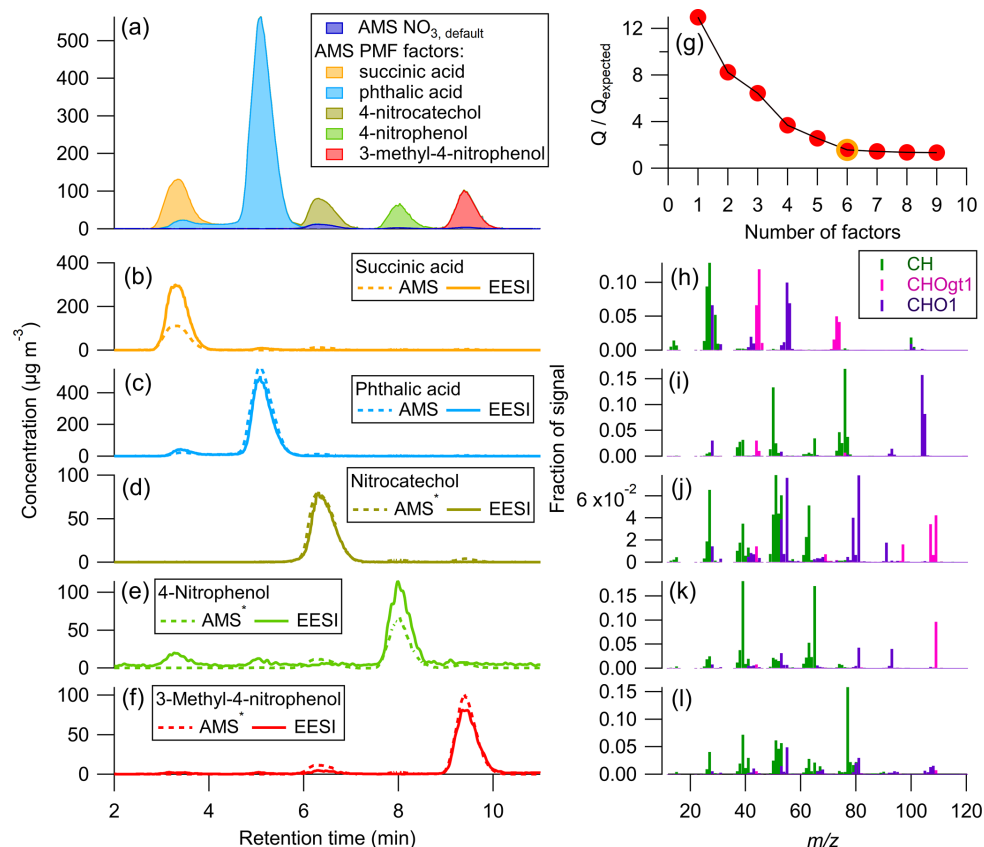 (a)
AMS NO3, default
AMS PMF factors:
succinic acid
phthalic acid
4-nitrocatechol
4-nitrophenol
3-methyl-4-nitrophenol
500
400
300
200
100
0
(b)
Succinic acid
AMS EESI
400
200
0
(c)
Phthalic acid
AMS EESI
400
200
0
(d)
Nitrocatechol
AMS* EESI
100
50
0
(e)
4-Nitrophenol
AMS* EESI
100
50
0
(f)
3-Methyl-4-nitrophenol
AMS* EESI
100
50
0
2 4 6 8 10
Retention time (min)
Concentration (µg m-3)
(g)
Q / Qexpected
12
8
4
0
0 1 2 3 4 5 6 7 8 9 10
Number of factors
(h)
CH
CHOgt1
CHO1
0.10
0.05
0.00
(i)
0.15
0.10
0.05
0.00
(j)
6 x10-2
4
2
0
(k)
0.15
0.10
0.05
0.00
(l)
0.15
0.10
0.05
0.00
20 40 60 80 100 120
m/z
Fraction of signal